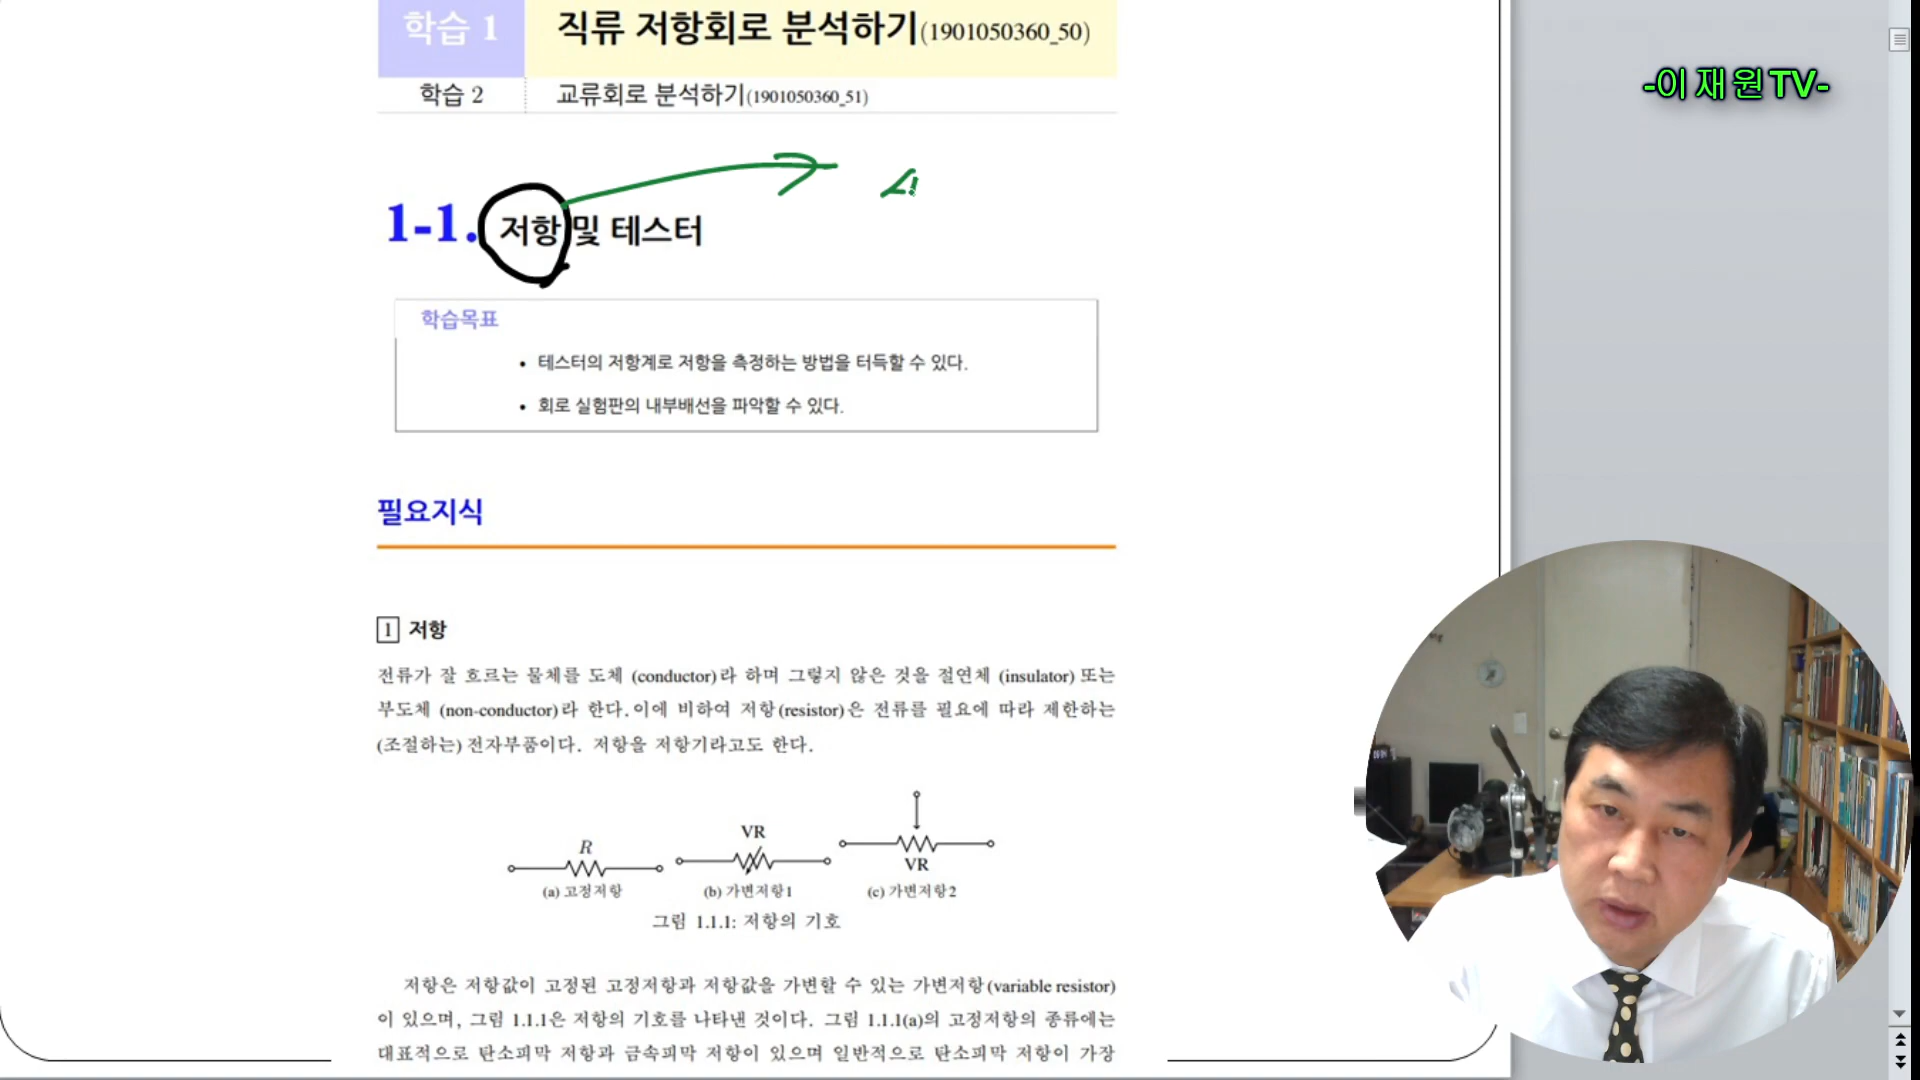 학습 1 직류 저항회로 분석하기(1901050360_50)
-이재원TV-
학습 2 교류회로 분석하기(1901050360_51)
1-1. 저항 및 테스터
학습목표
• 테스터의 저항계로 저항을 측정하는 방법을 터득할 수 있다.
• 회로 실험판의 내부배선을 파악할 수 있다.
필요지식
1 저항
전류가 잘 흐르는 물체를 도체 (conductor)라 하며 그렇지 않은 것을 절연체 (insulator) 또는
부도체 (non-conductor)라 한다. 이에 비하여 저항(resistor)은 전류를 필요에 따라 제한하는
(조절하는) 전자부품이다. 저항을 저항기라고도 한다.
R VR VR
(a) 고정저항 (b) 가변저항1 (c) 가변저항2
그림 1.1.1: 저항의 기호
저항은 저항값이 고정된 고정저항과 저항값을 가변할 수 있는 가변저항(variable resistor)
이 있으며, 그림 1.1.1은 저항의 기호를 나타낸 것이다. 그림 1.1.1(a)의 고정저항의 종류에는
대표적으로 탄소피막 저항과 금속피막 저항이 있으며 일반적으로 탄소피막 저항이 가장